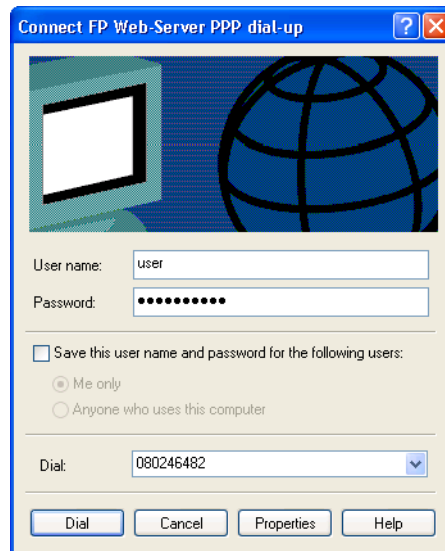 Connect FP Web-Server PPP dial-up
User name: user
Password: ●●●●●●●●●●
Save this user name and password for the following users:
Me only
Anyone who uses this computer
Dial: 080246482
Dial Cancel Properties Help